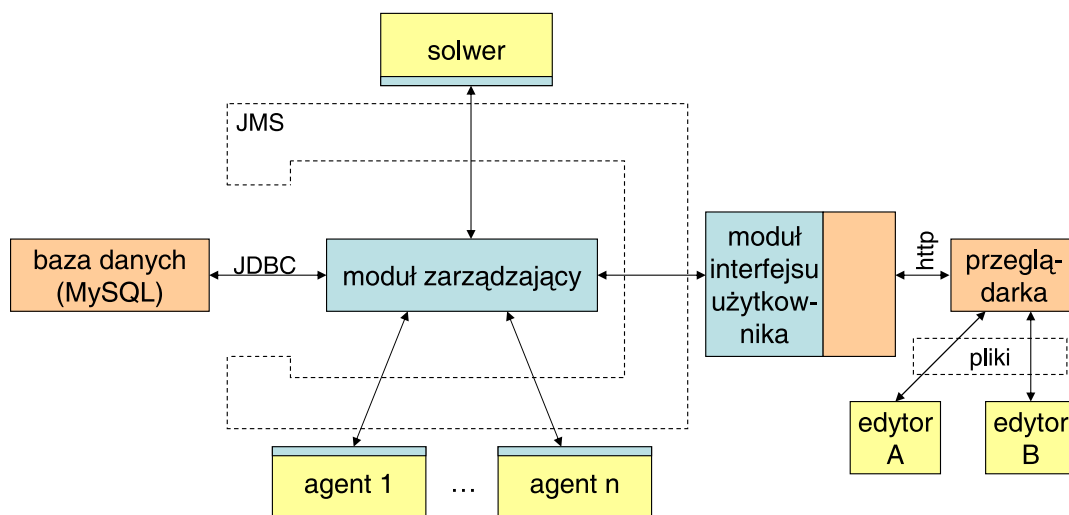 solwer
JMS
baza danych
(MySQL)
JDBC
moduł zarządzający
moduł
interfejsu
użytkow-
nika
http
przeglą-
darka
pliki
edytor
A
edytor
B
agent 1
...
agent n